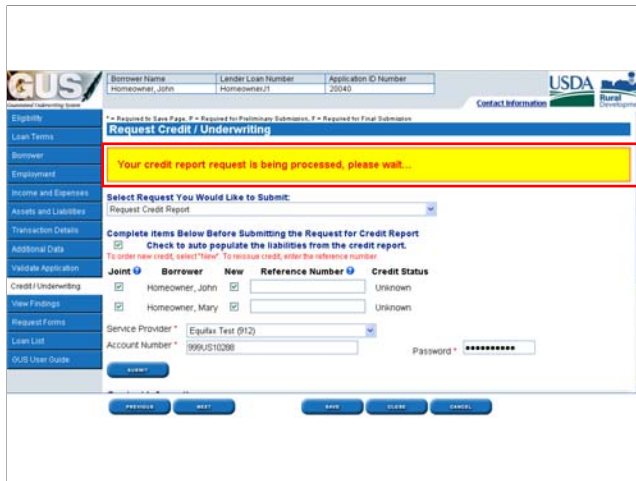 GUS
Guaranteed Underwriting System
Borrower Name Lender Loan Number Application ID Number
Homeowner, John HomeownerJ1 20040
Contact Information
USDA
Rural
Developme
Eligibility
Loan Terms
Borrower
Employment
Income and Expenses
Assets and Liabilities
Transaction Details
Additional Data
Validate Application
Credit / Underwriting
View Findings
Request Forms
Loan List
GUS User Guide
* = Required to Save Page, P = Required for Preliminary Submission, F = Required for Final Submission
Request Credit / Underwriting
Your credit report request is being processed, please wait...
Select Request You Would Like to Submit:
Request Credit Report
Complete items Below Before Submitting the Request for Credit Report
Check to auto populate the liabilities from the credit report.
To order new credit, select "New". To reissue credit, enter the reference number.
Joint Borrower New Reference Number Credit Status
Homeowner, John Unknown
Homeowner, Mary Unknown
Service Provider * Equifax Test (912)
Account Number * 999US10288 Password *
SUBMIT
PREVIOUS NEXT SAVE CLOSE CANCEL